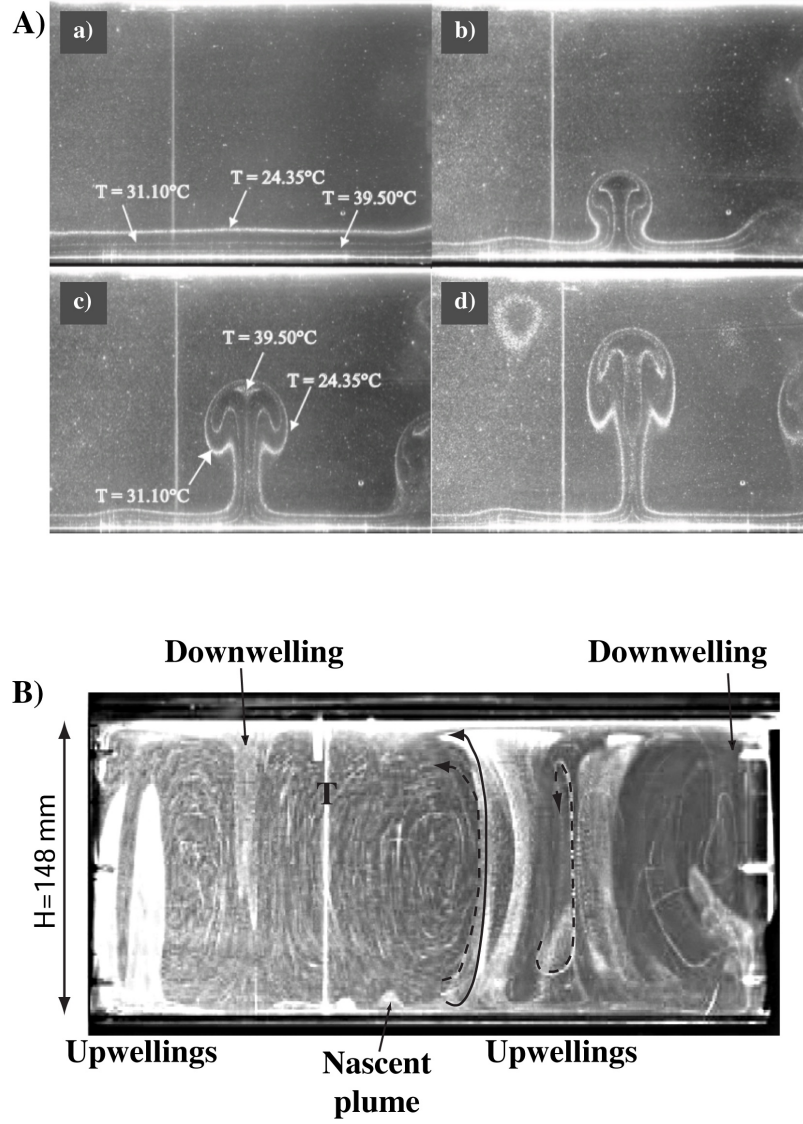 A)
a)
b)
T = 31.10°C
T = 24.35°C
T = 39.50°C
c)
d)
T = 39.50°C
T = 24.35°C
T = 31.10°C
B)
Downwelling
Downwelling
T
H=148 mm
Upwellings
Nascent
plume
Upwellings